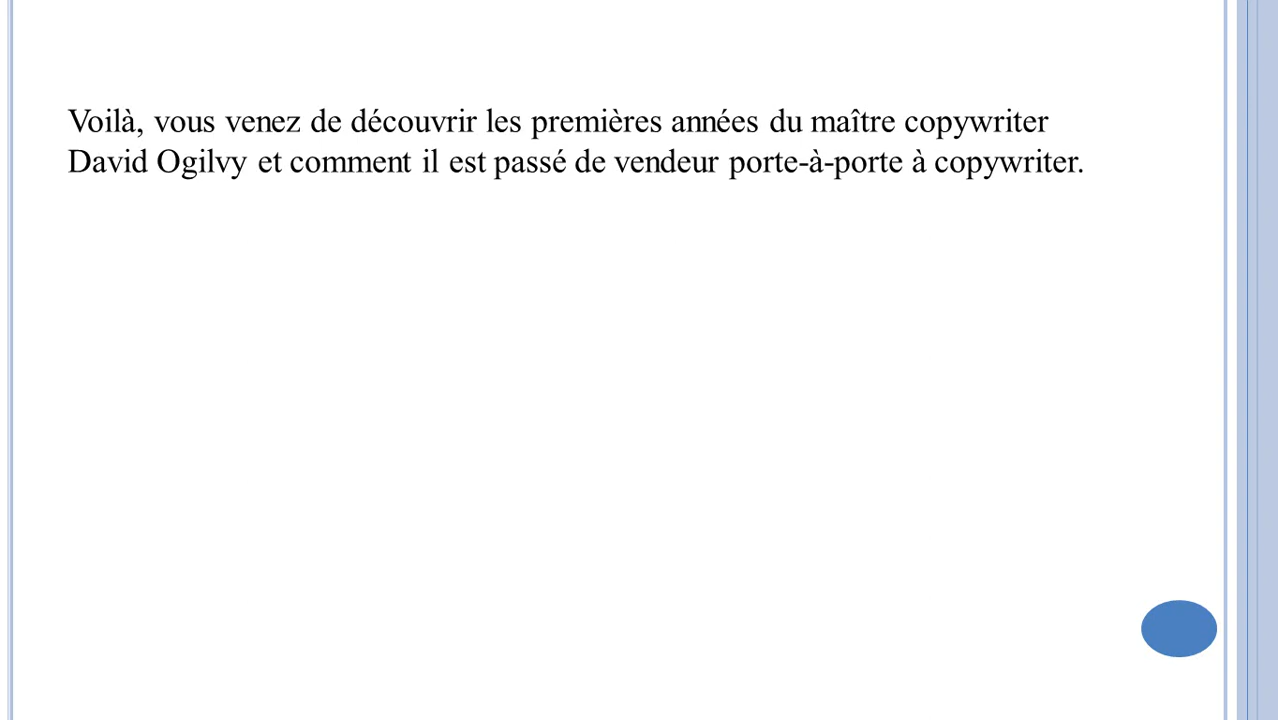 Voilà, vous venez de découvrir les premières années du maître copywriter
David Ogilvy et comment il est passé de vendeur porte-à-porte à copywriter.